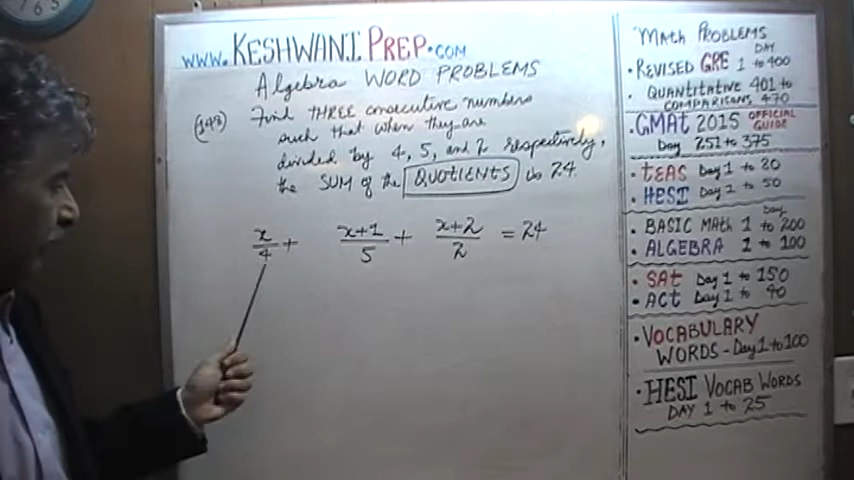 www.KESHWANI PREP.COM
Algebra WORD PROBLEMS
(148) Find THREE consecutive numbers
such that when they are
divided by 4, 5, and 2 respectively,
the SUM of the QUOTIENTS is 24.
x/4 + x+1/5 + x+2/2 = 24
MATH PROBLEMS
DAY
• REVISED GRE 1 to 400
• QUANTITATIVE 401 to
COMPARISONS 470
• GMAT 2015 OFFICIAL GUIDE
Day 251 to 375
• TEAS Day 1 to 20
• HESI Day 1 to 50
Day
• BASIC MATH 1 to 200
• ALGEBRA 1 to 100
• SAT Day 1 to 150
• ACT Day 1 to 90
• VOCABULARY
WORDS - Day 1 to 100
• HESI VOCAB WORDS
DAY 1 to 25